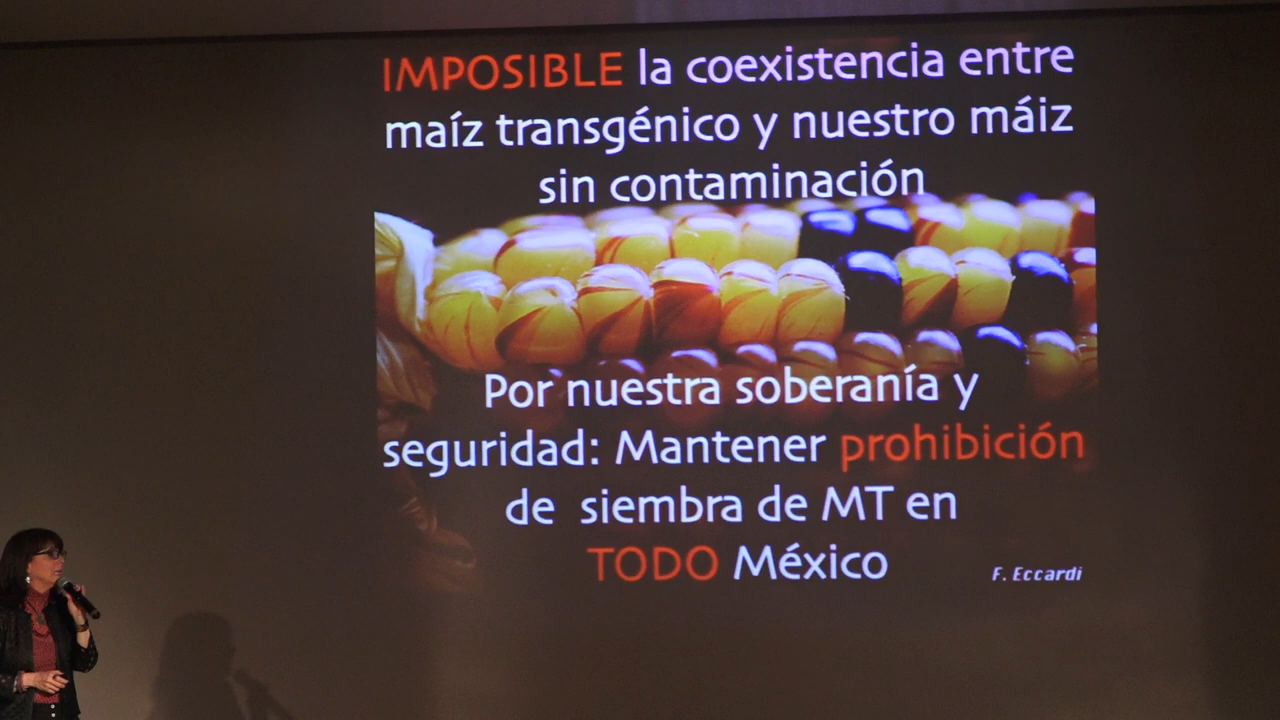 IMPOSIBLE la coexistencia entre
maíz transgénico y nuestro máiz
sin contaminación
Por nuestra soberanía y
seguridad: Mantener prohibición
de siembra de MT en
TODO México
F. Eccardi